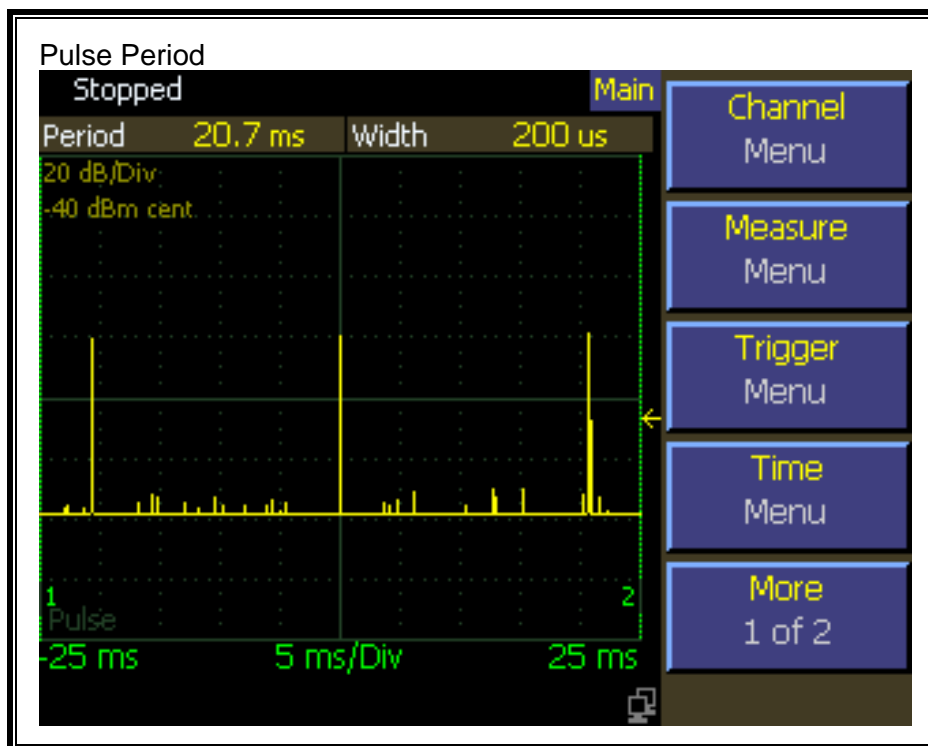 Pulse Period
Stopped Main
Period 20.7 ms Width 200 us
20 dB/Div
-40 dBm cent
1 2
Pulse
-25 ms 5 ms/Div 25 ms
Channel
Menu
Measure
Menu
Trigger
Menu
Time
Menu
More
1 of 2